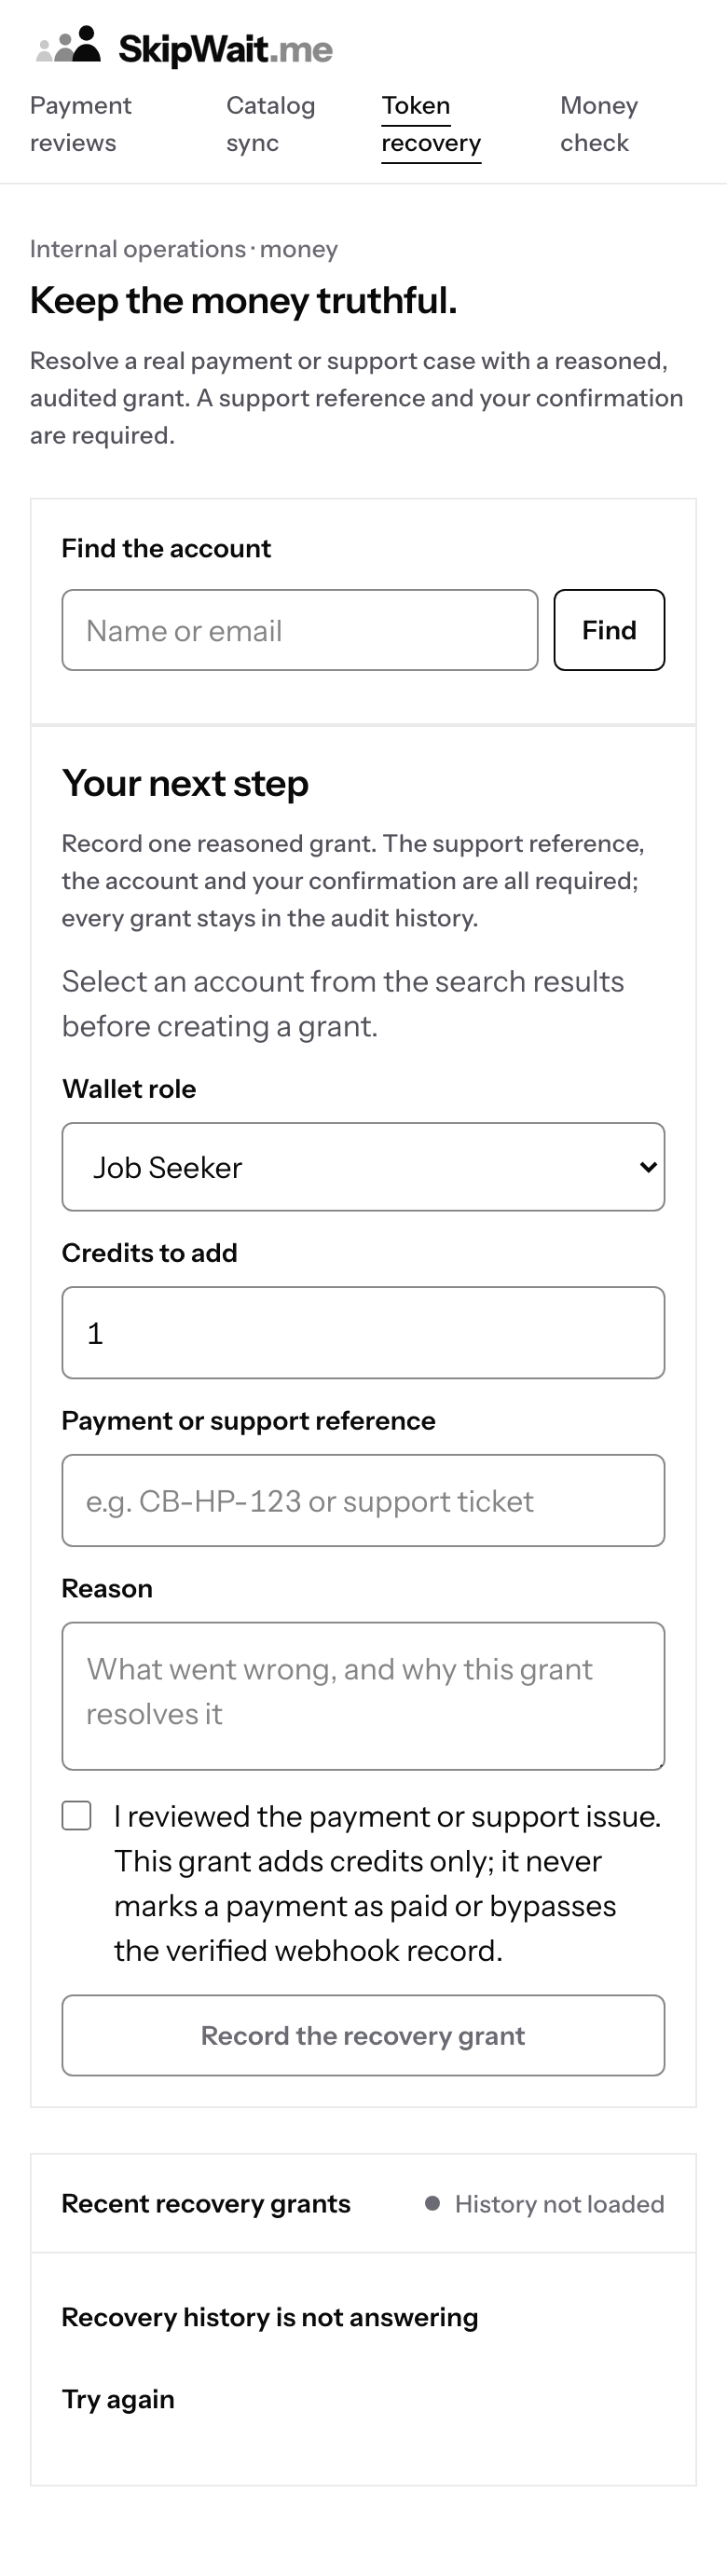 SkipWait.me
Payment reviews
Catalog sync
Token recovery
Money check
Internal operations · money
Keep the money truthful.
Resolve a real payment or support case with a reasoned,
audited grant. A support reference and your confirmation
are required.
Find the account
Name or email
Find
Your next step
Record one reasoned grant. The support reference,
the account and your confirmation are all required;
every grant stays in the audit history.
Select an account from the search results
before creating a grant.
Wallet role
Job Seeker
Credits to add
1
Payment or support reference
e.g. CB-HP-123 or support ticket
Reason
What went wrong, and why this grant
resolves it
I reviewed the payment or support issue.
This grant adds credits only; it never
marks a payment as paid or bypasses
the verified webhook record.
Record the recovery grant
Recent recovery grants
History not loaded
Recovery history is not answering
Try again